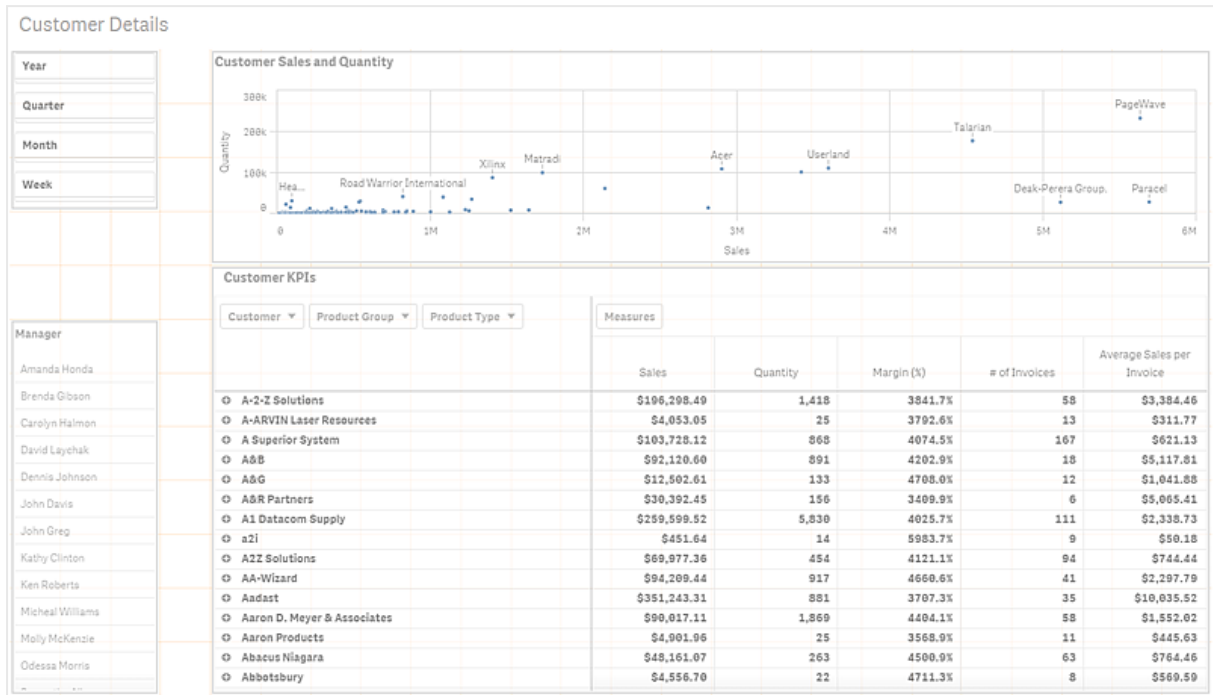 Customer Details
Year
Quarter
Month
Week
Manager
Amanda Honda
Brenda Gibson
Carolyn Halmon
David Laychak
Dennis Johnson
John Davis
John Greg
Kathy Clinton
Ken Roberts
Micheal Williams
Molly McKenzie
Odessa Morris
Customer Sales and Quantity
Quantity
300k
200k
100k
0
PageWave
Talarian
Acer
Userland
Xilinx
Matradi
Hea...
Road Warrior International
Deak-Perera Group.
Paracel
0 1M 2M 3M 4M 5M 6M
Sales
Customer KPIs
Customer Product Group Product Type Measures
Sales Quantity Margin (%) # of Invoices Average Sales per Invoice
A-2-Z Solutions $196,298.49 1,418 3841.7% 58 $3,384.46
A-ARVIN Laser Resources $4,053.05 25 3792.6% 13 $311.77
A Superior System $103,728.12 868 4074.5% 167 $621.13
A&B $92,120.60 891 4202.9% 18 $5,117.81
A&G $12,502.61 133 4708.0% 12 $1,041.88
A&R Partners $30,392.45 156 3409.9% 6 $5,065.41
A1 Datacom Supply $259,599.52 5,830 4025.7% 111 $2,338.73
a2i $451.64 14 5983.7% 9 $50.18
A2Z Solutions $69,977.36 454 4121.1% 94 $744.44
AA-Wizard $94,209.44 917 4660.6% 41 $2,297.79
Aadast $351,243.31 881 3707.3% 35 $10,035.52
Aaron D. Meyer & Associates $90,017.11 1,869 4404.1% 58 $1,552.02
Aaron Products $4,901.96 25 3568.9% 11 $445.63
Abacus Niagara $48,161.07 263 4500.9% 63 $764.46
Abbotsbury $4,556.70 22 4711.3% 8 $569.59